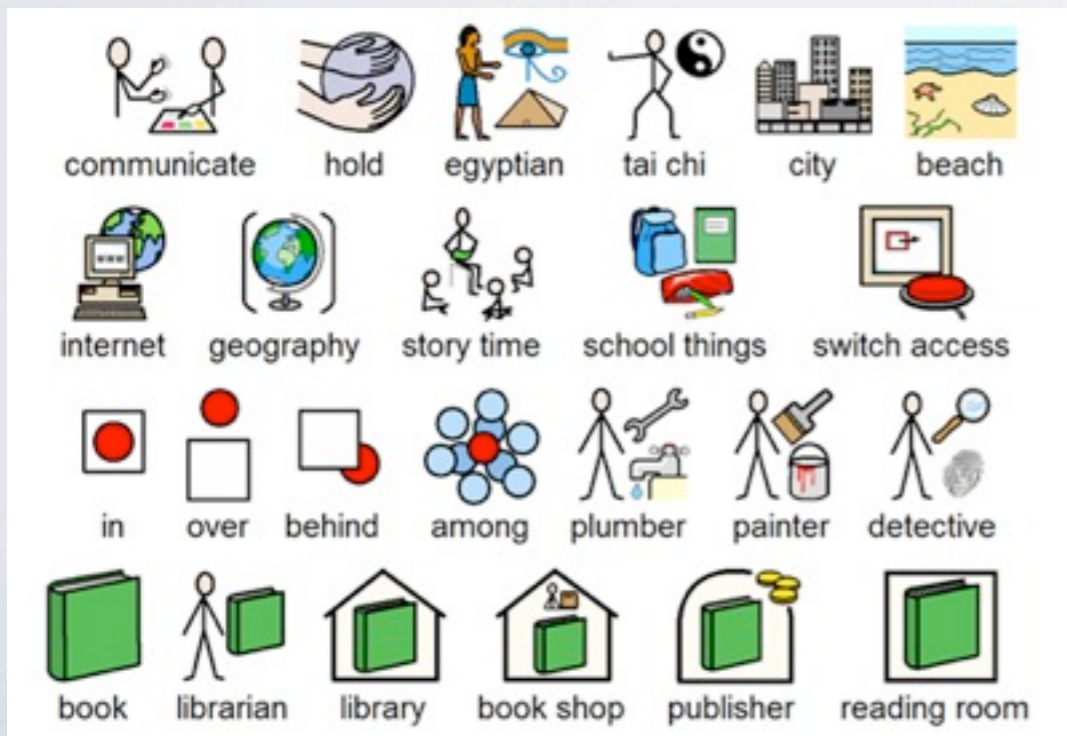 communicate hold egyptian tai chi city beach
internet geography story time school things switch access
in over behind among plumber painter detective
book librarian library book shop publisher reading room